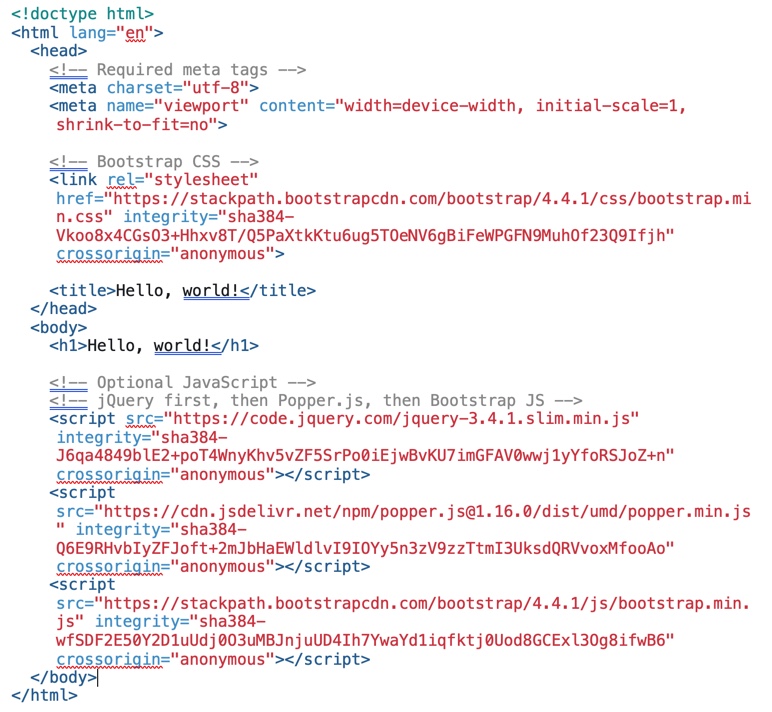 <!doctype html>
<html lang="en">
<head>
<!-- Required meta tags -->
<meta charset="utf-8">
<meta name="viewport" content="width=device-width, initial-scale=1,
shrink-to-fit=no">
<!-- Bootstrap CSS -->
<link rel="stylesheet"
href="https://stackpath.bootstrapcdn.com/bootstrap/4.4.1/css/bootstrap.mi
n.css" integrity="sha384-
Vkoo8x4CGsO3+Hhxv8T/Q5PaXtkKtu6ug5TOeNV6gBiFeWPGFN9MuhOf23Q9Ifjh"
crossorigin="anonymous">
<title>Hello, world!</title>
</head>
<body>
<h1>Hello, world!</h1>
<!-- Optional JavaScript -->
<!-- jQuery first, then Popper.js, then Bootstrap JS -->
<script src="https://code.jquery.com/jquery-3.4.1.slim.min.js"
integrity="sha384-
J6qa4849blE2+poT4WnyKhv5vZF5SrPo0iEjwBvKU7imGFAV0wwj1yYfoRSJoZ+n"
crossorigin="anonymous"></script>
<script
src="https://cdn.jsdelivr.net/npm/popper.js@1.16.0/dist/umd/popper.min.js
" integrity="sha384-
Q6E9RHvbIyZFJoft+2mJbHaEWldlvI9IOYy5n3zV9zzTtmI3UksdQRVvoxMfooAo"
crossorigin="anonymous"></script>
<script
src="https://stackpath.bootstrapcdn.com/bootstrap/4.4.1/js/bootstrap.min.
js" integrity="sha384-
wfSDF2E50Y2D1uUdj0O3uMBJnjuUD4Ih7YwaYd1iqfktj0Uod8GCExl3Og8ifwB6"
crossorigin="anonymous"></script>
</body>
</html>